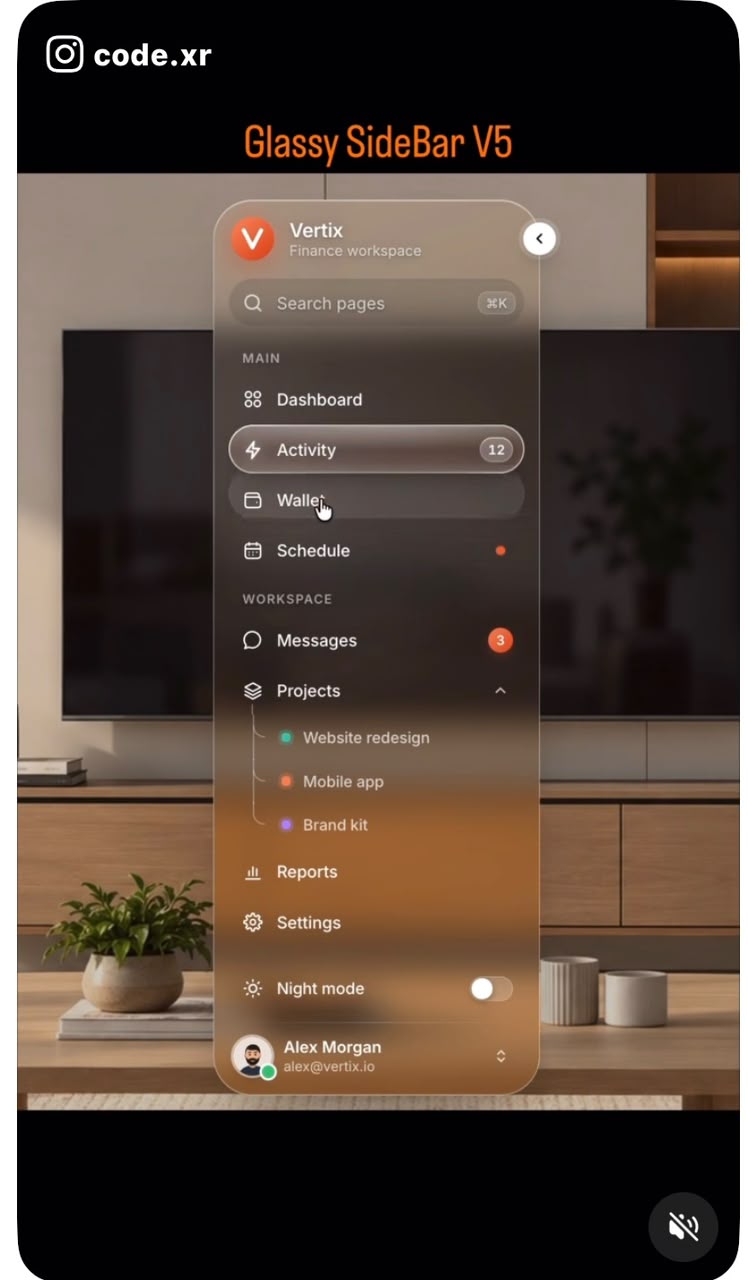 code.xr
Glassy SideBar V5
Vertix
Finance workspace
Search pages ⌘K
MAIN
Dashboard
Activity 12
Wallet
Schedule
WORKSPACE
Messages 3
Projects
Website redesign
Mobile app
Brand kit
Reports
Settings
Night mode
Alex Morgan
alex@vertix.io